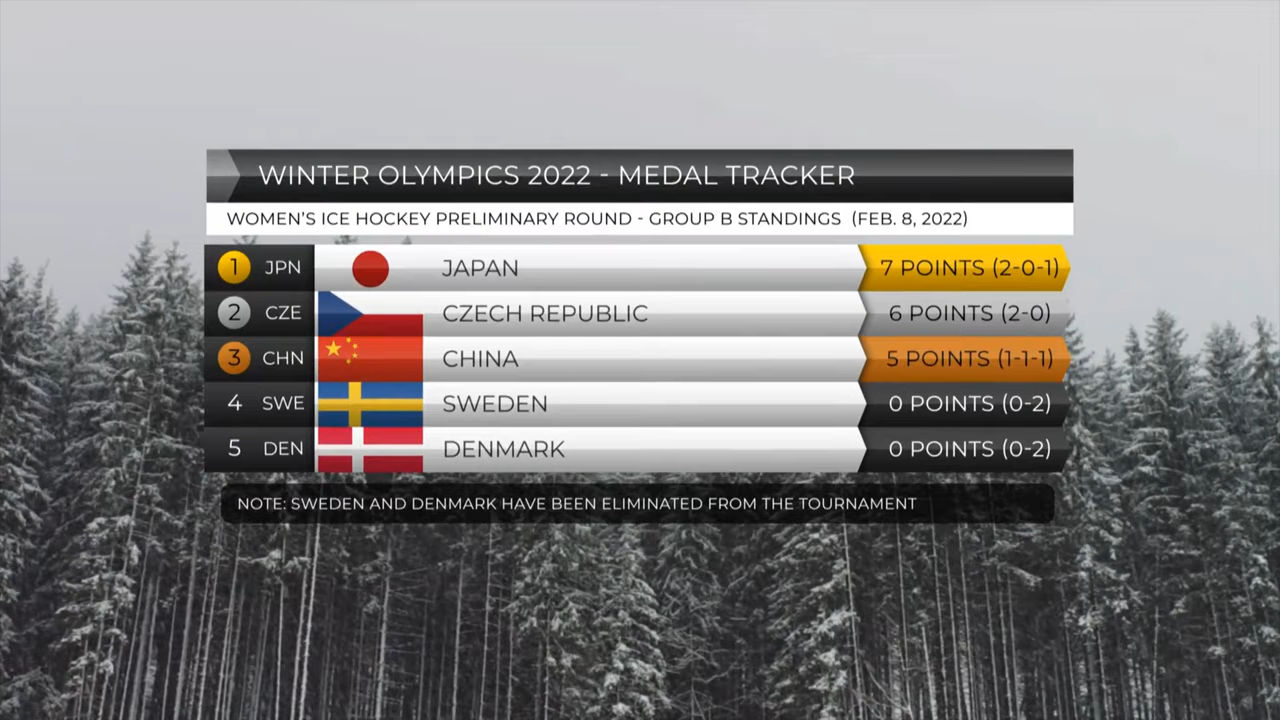 WINTER OLYMPICS 2022 - MEDAL TRACKER
WOMEN'S ICE HOCKEY PRELIMINARY ROUND - GROUP B STANDINGS (FEB. 8, 2022)
1 JPN JAPAN 7 POINTS (2-0-1)
2 CZE CZECH REPUBLIC 6 POINTS (2-0)
3 CHN CHINA 5 POINTS (1-1-1)
4 SWE SWEDEN 0 POINTS (0-2)
5 DEN DENMARK 0 POINTS (0-2)
NOTE: SWEDEN AND DENMARK HAVE BEEN ELIMINATED FROM THE TOURNAMENT